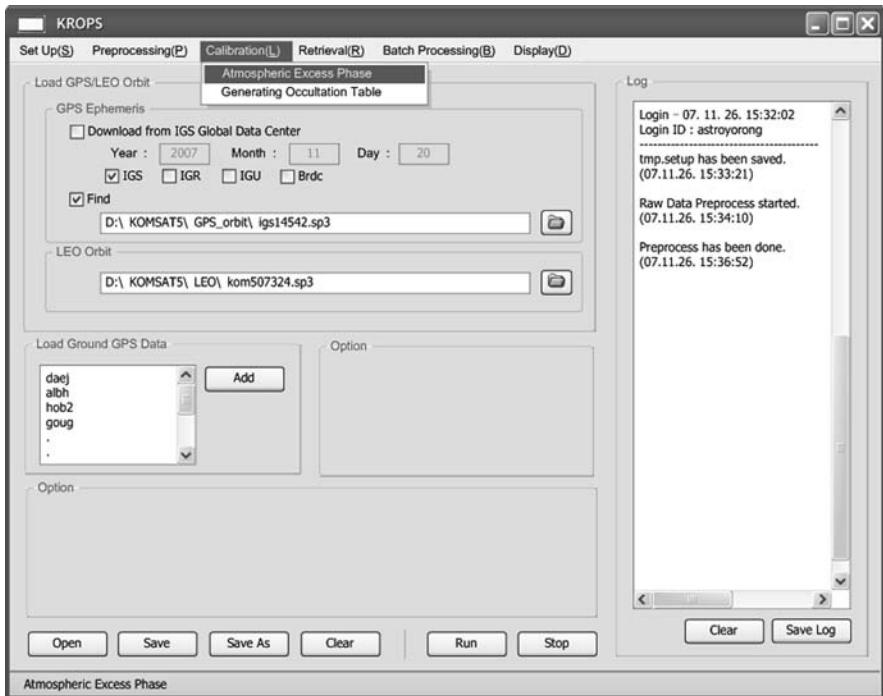 KROPS
Set Up(S) Preprocessing(P) Calibration(L) Retrieval(R) Batch Processing(B) Display(D)
Atmospheric Excess Phase
Generating Occultation Table
Load GPS/LEO Orbit
GPS Ephemeris
Download from IGS Global Data Center
Year : 2007 Month : 11 Day : 20
IGS IGR IGU Brdc
Find
D:\ KOMSAT5\ GPS_orbit\ igs14542.sp3
LEO Orbit
D:\ KOMSAT5\ LEO\ kom507324.sp3
Load Ground GPS Data
daej
albh
hob2
goug
.
.
Add
Option
Option
Open Save Save As Clear Run Stop
Log
Login - 07. 11. 26. 15:32:02
Login ID : astroyorong
----------------------------------------
tmp.setup has been saved.
(07.11.26. 15:33:21)
Raw Data Preprocess started.
(07.11.26. 15:34:10)
Preprocess has been done.
(07.11.26. 15:36:52)
Clear Save Log
Atmospheric Excess Phase